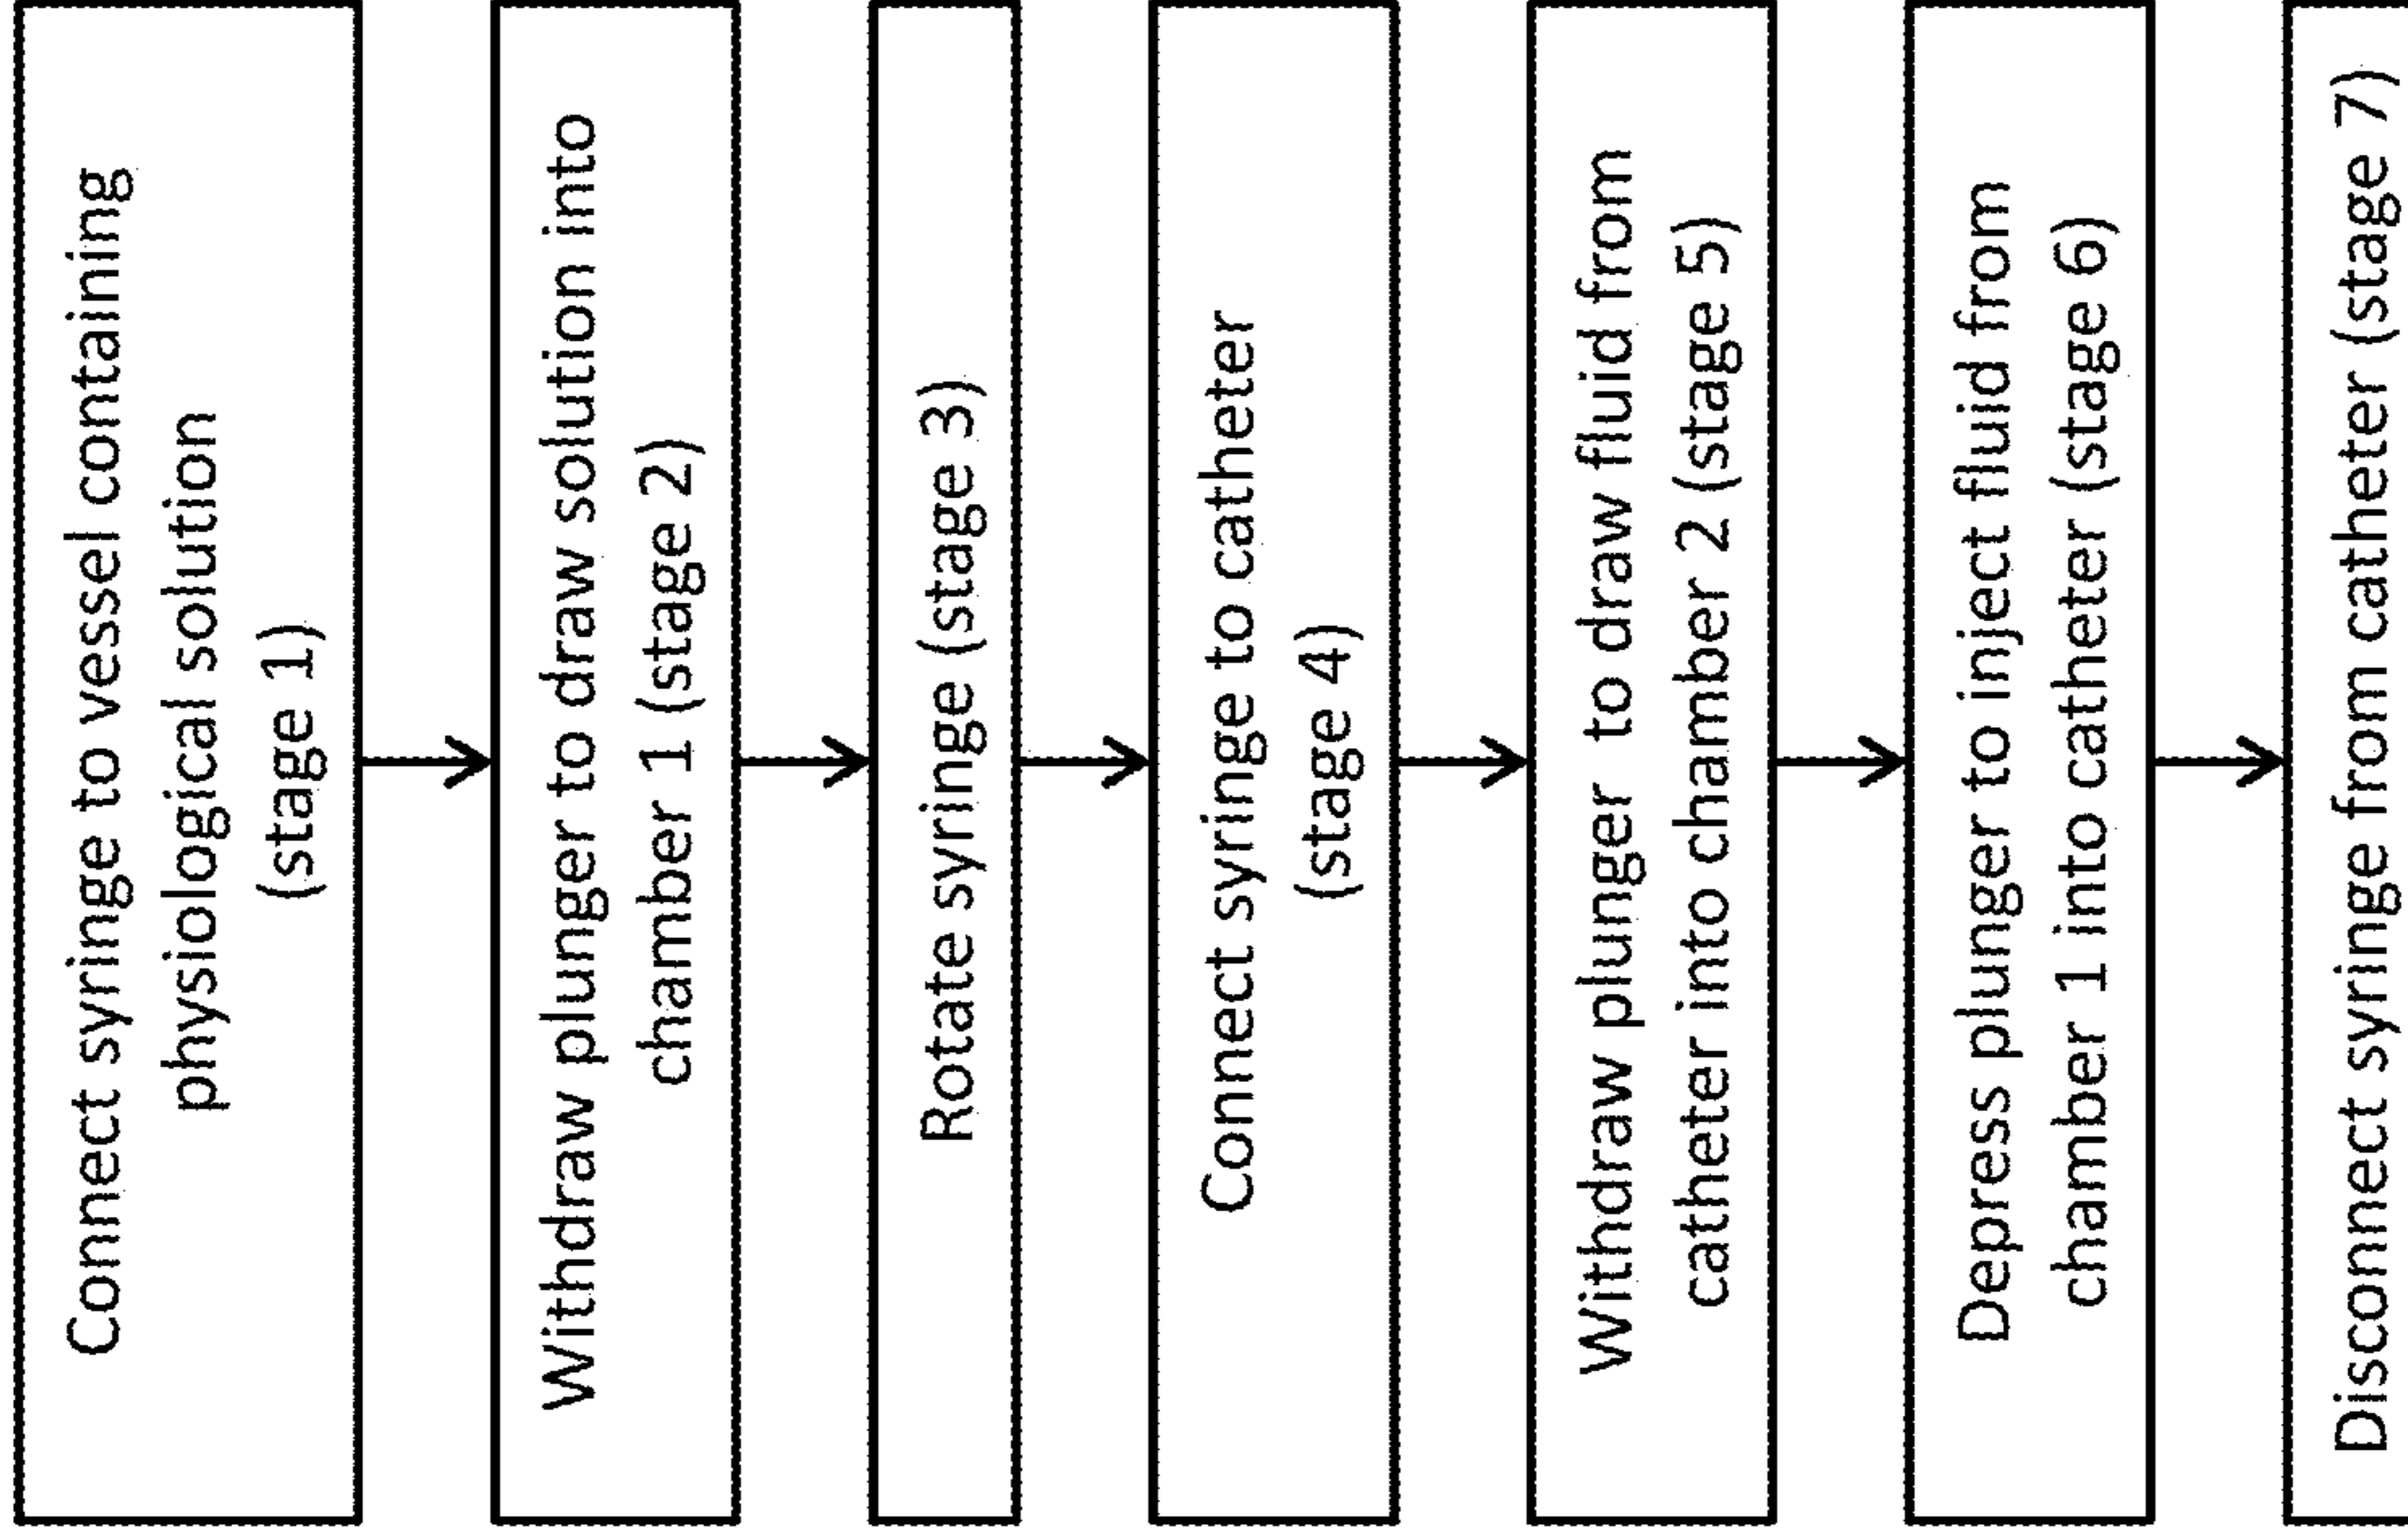 Connect syringe to vessel containing
physiological solution
(stage 1)
Withdraw plunger to draw solution into
chamber 1 (stage 2)
Rotate syringe (stage 3)
Connect syringe to catheter
(stage 4)
Withdraw plunger to draw fluid from
catheter into chamber 2 (stage 5)
Depress plunger to inject fluid from
chamber 1 into catheter (stage 6)
Disconnect syringe from catheter (stage 7)